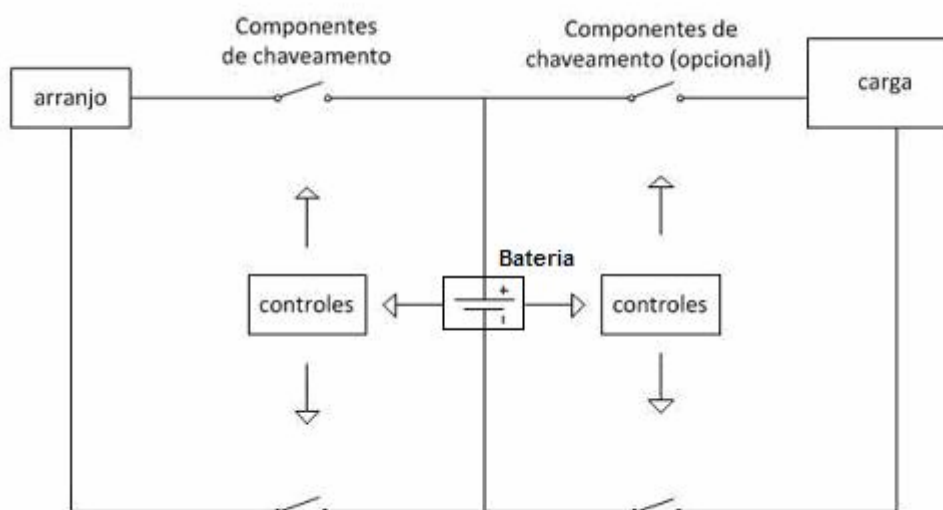 Componentes
de chaveamento
Componentes de
chaveamento (opcional)
arranjo
carga
Bateria
controles
+
-
controles